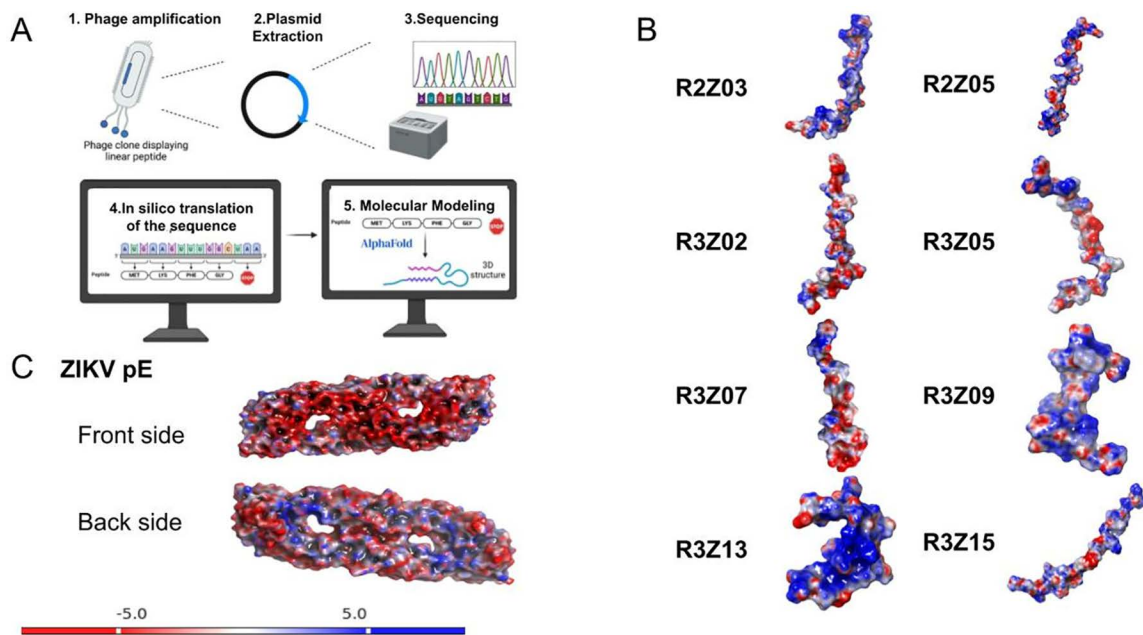 A
1. Phage amplification
2.Plasmid
Extraction
3.Sequencing
Phage clone displaying
linear peptide
4.In silico translation
of the sequence
A U G A A G U U U G G C U A A
Peptide
MET LYS PHE GLY STOP
5. Molecular Modeling
Peptide
MET LYS PHE GLY STOP
AlphaFold
3D
structure
B
R2Z03
R2Z05
R3Z02
R3Z05
R3Z07
R3Z09
R3Z13
R3Z15
C ZIKV pE
Front side
Back side
-5.0 5.0